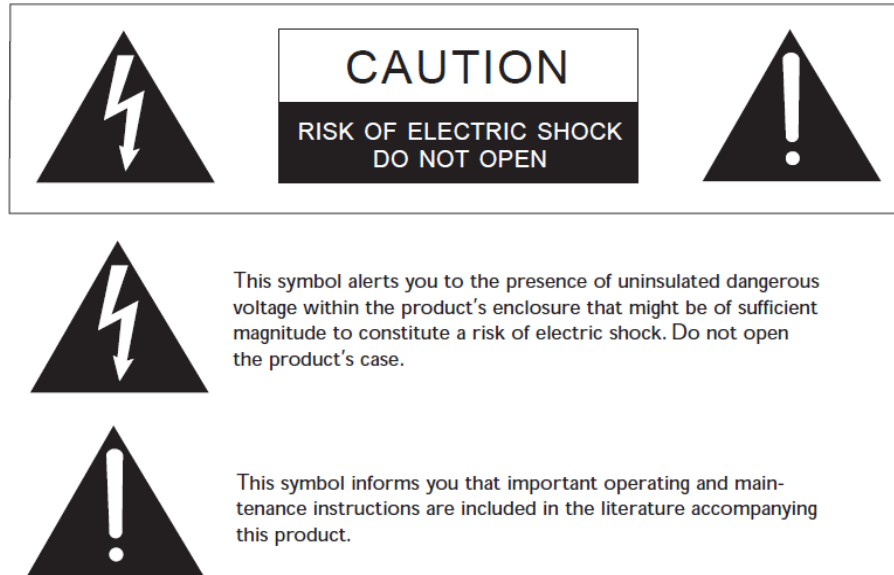 CAUTION
RISK OF ELECTRIC SHOCK
DO NOT OPEN
This symbol alerts you to the presence of uninsulated dangerous
voltage within the product's enclosure that might be of sufficient
magnitude to constitute a risk of electric shock. Do not open
the product's case.
This symbol informs you that important operating and main-
tenance instructions are included in the literature accompanying
this product.